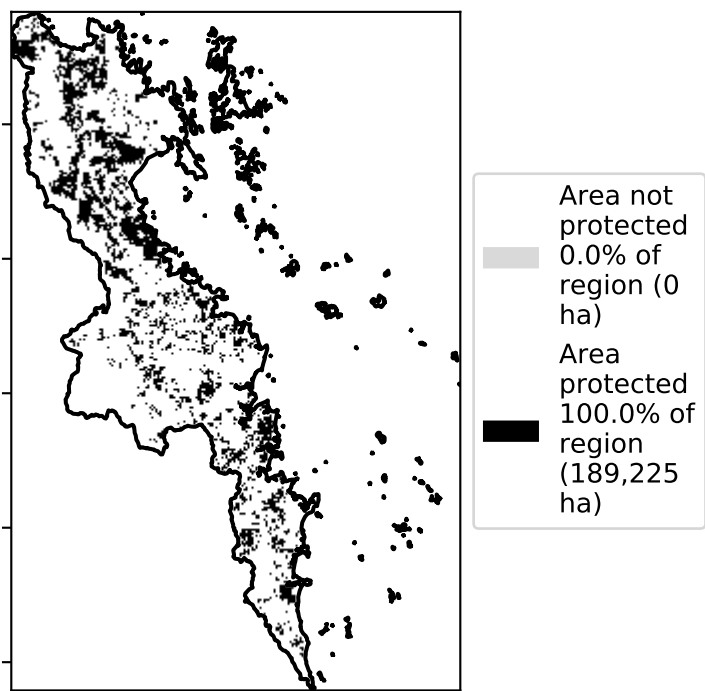 Area not
protected
0.0% of
region (0
ha)
Area
protected
100.0% of
region
(189,225
ha)